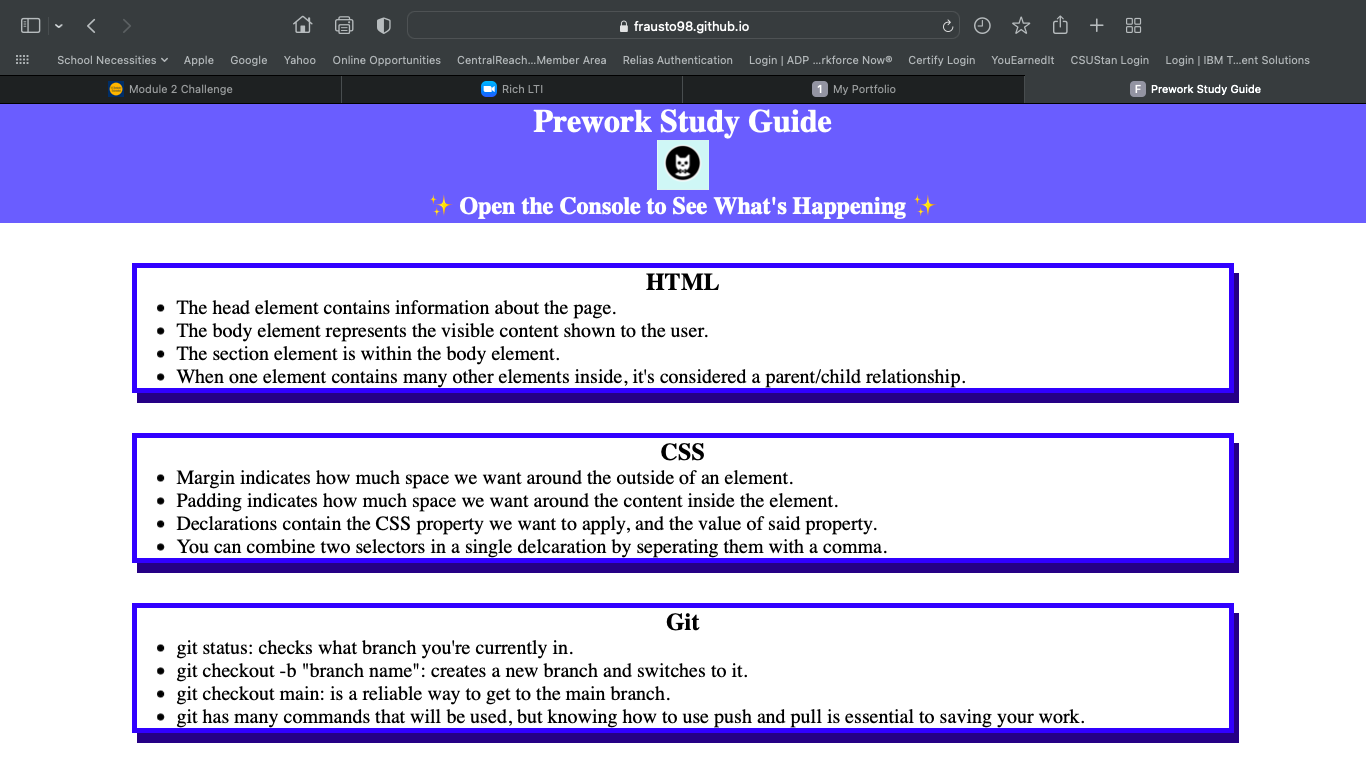 frausto98.github.io
School Necessities Apple Google Yahoo Online Opportunities CentralReach...Member Area Relias Authentication Login | ADP ...rkforce Now® Certify Login YouEarnedIt CSUStan Login Login | IBM T...ent Solutions
Module 2 Challenge Rich LTI 1 My Portfolio F Prework Study Guide
Prework Study Guide
✨ Open the Console to See What's Happening ✨
HTML
• The head element contains information about the page.
• The body element represents the visible content shown to the user.
• The section element is within the body element.
• When one element contains many other elements inside, it's considered a parent/child relationship.
CSS
• Margin indicates how much space we want around the outside of an element.
• Padding indicates how much space we want around the content inside the element.
• Declarations contain the CSS property we want to apply, and the value of said property.
• You can combine two selectors in a single delcaration by seperating them with a comma.
Git
• git status: checks what branch you're currently in.
• git checkout -b "branch name": creates a new branch and switches to it.
• git checkout main: is a reliable way to get to the main branch.
• git has many commands that will be used, but knowing how to use push and pull is essential to saving your work.